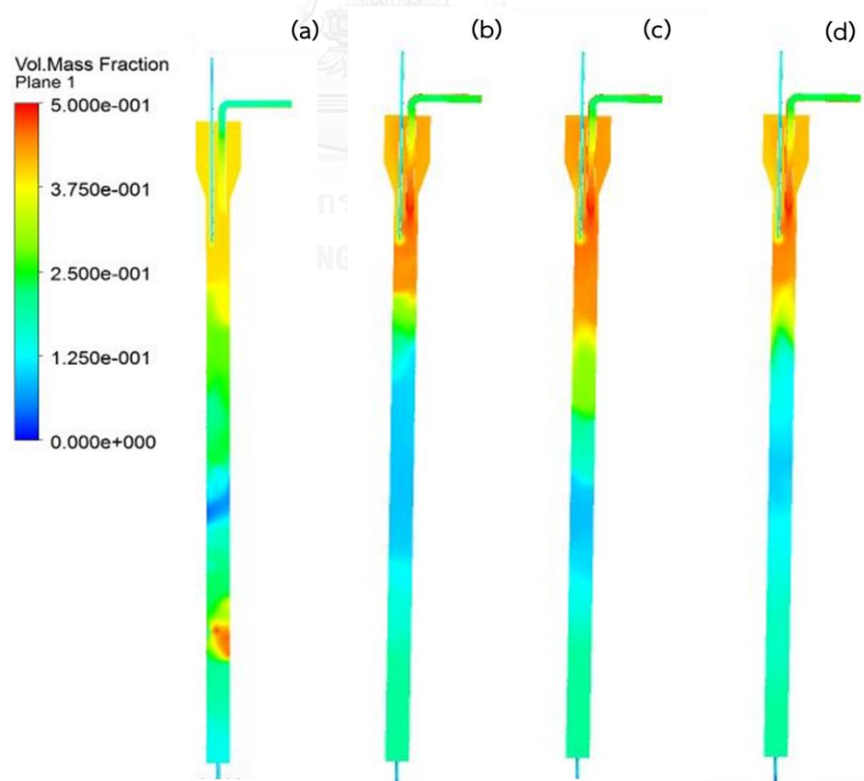 (a)
(b)
(c)
(d)
Vol.Mass Fraction
Plane 1
5.000e-001
3.750e-001
2.500e-001
1.250e-001
0.000e+000